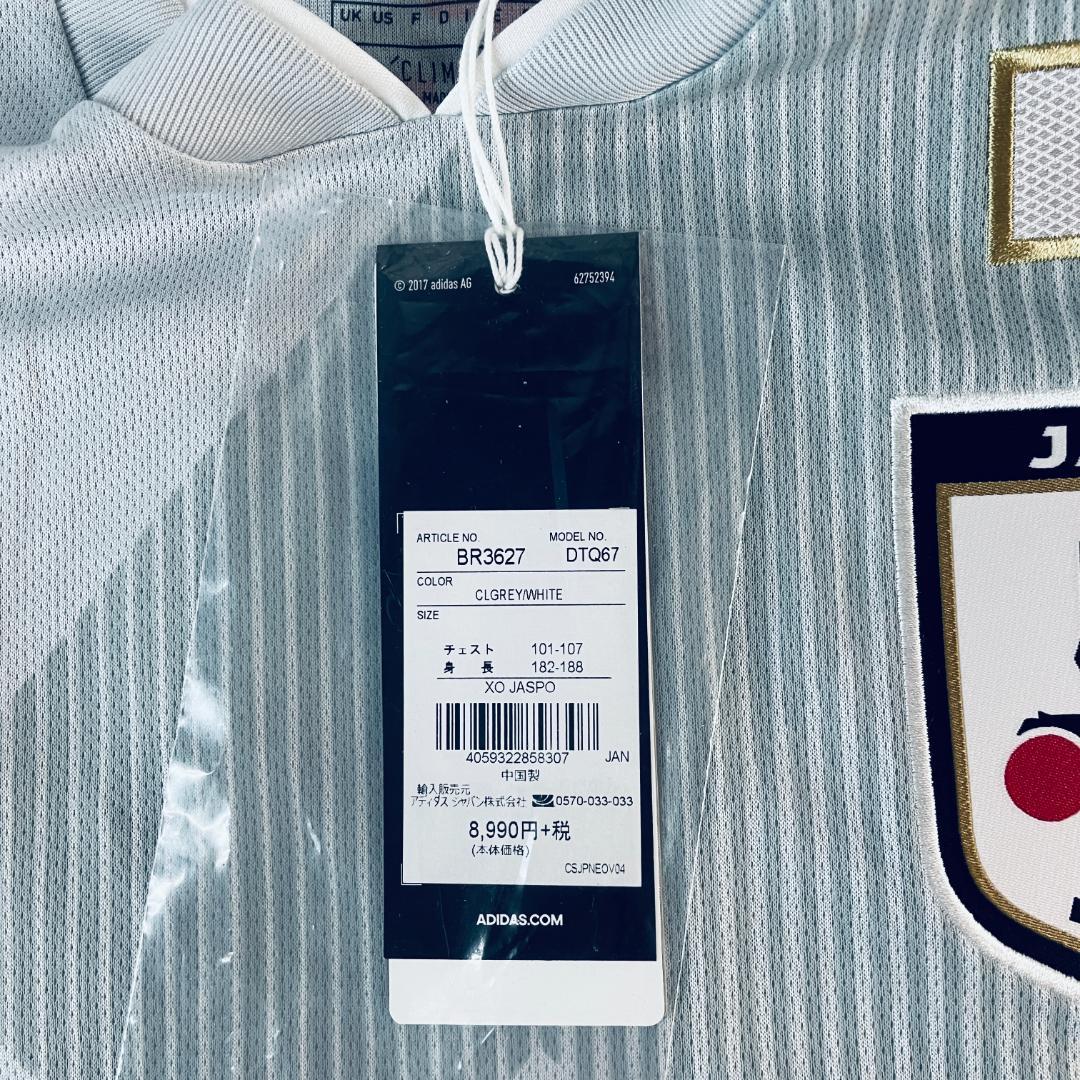 UK US F D I E
CLIM
MA
© 2017 adidas AG 62752394
JA
ARTICLE NO. MODEL NO.
BR3627 DTQ67
COLOR
CLGREY/WHITE
SIZE
チェスト 101-107
身 長 182-188
XO JASPO
4059322858307 JAN
中国製
輸入販売元
アディダス ジャパン株式会社 0570-033-033
8,990円+税
(本体価格)
CSJPNEOV04
ADIDAS.COM